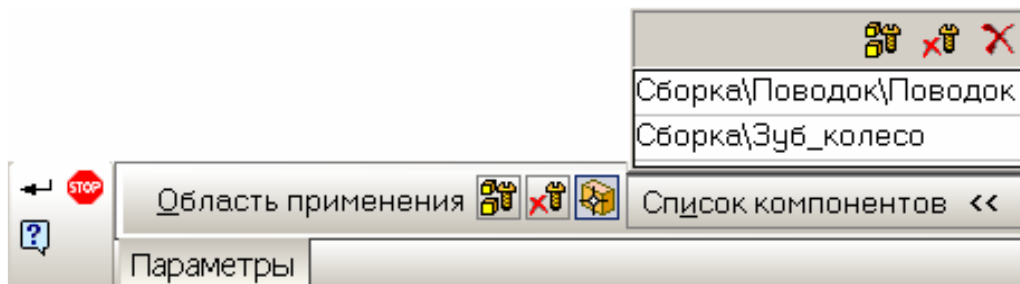 Сборка\Поводок\Поводок
Сборка\Зуб_колесо
STOP
Область применения
Список компонентов <<
?
Параметры